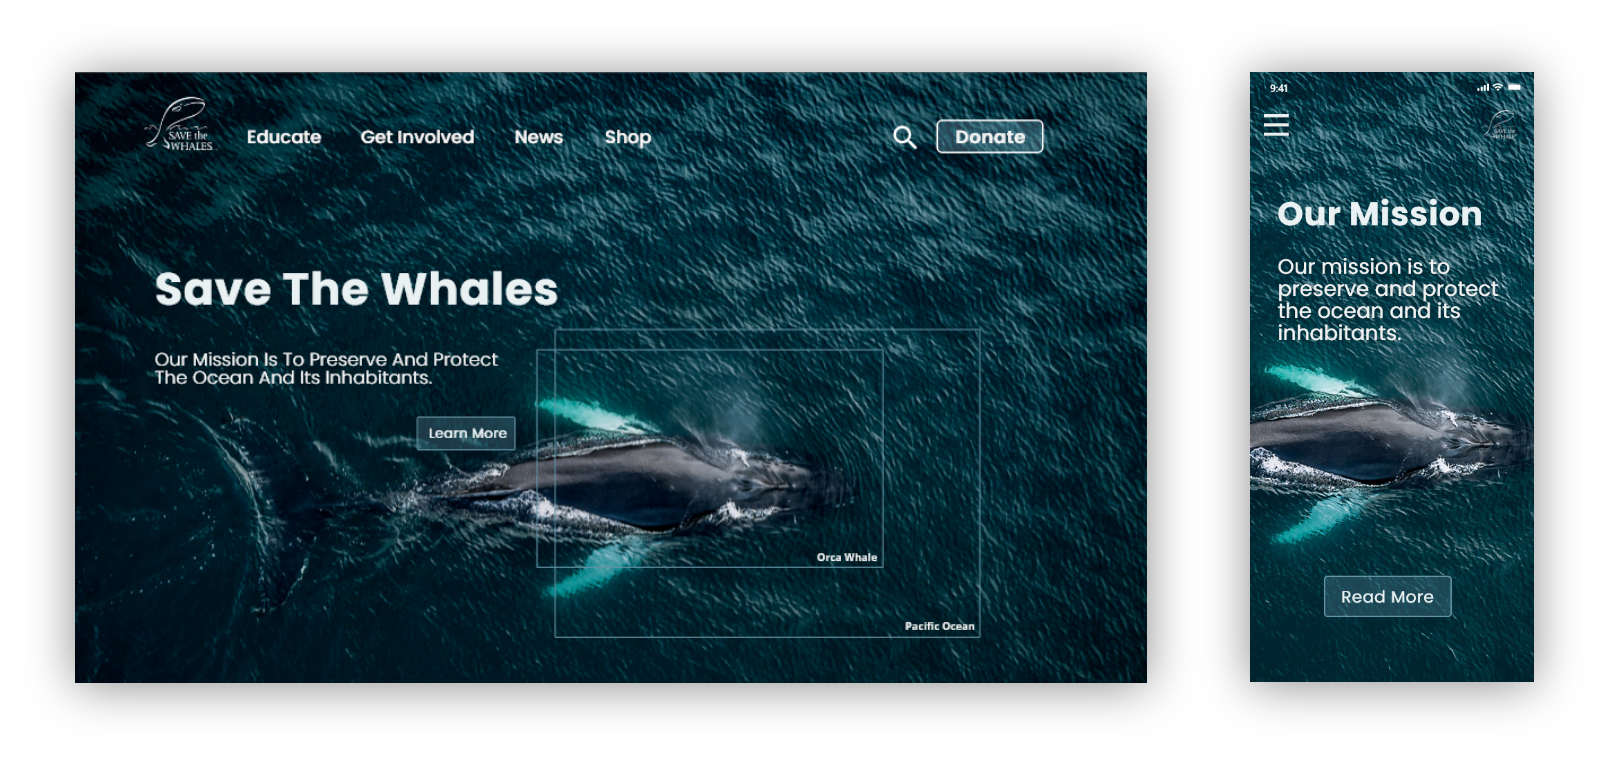 SAVE the
WHALES
Educate
Get Involved
News
Shop
Donate
Save The Whales
Our Mission Is To Preserve And Protect
The Ocean And Its Inhabitants.
Learn More
Orca Whale
Pacific Ocean
9:41
SAVE the
WHALES
Our Mission
Our mission is to
preserve and protect
the ocean and its
inhabitants.
Read More